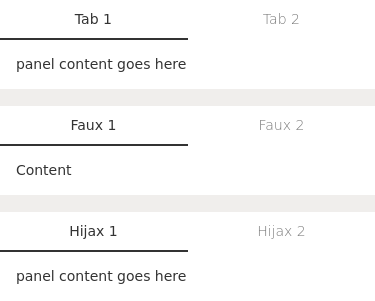 Tab 1 Tab 2
panel content goes here
Faux 1 Faux 2
Content
Hijax 1 Hijax 2
panel content goes here